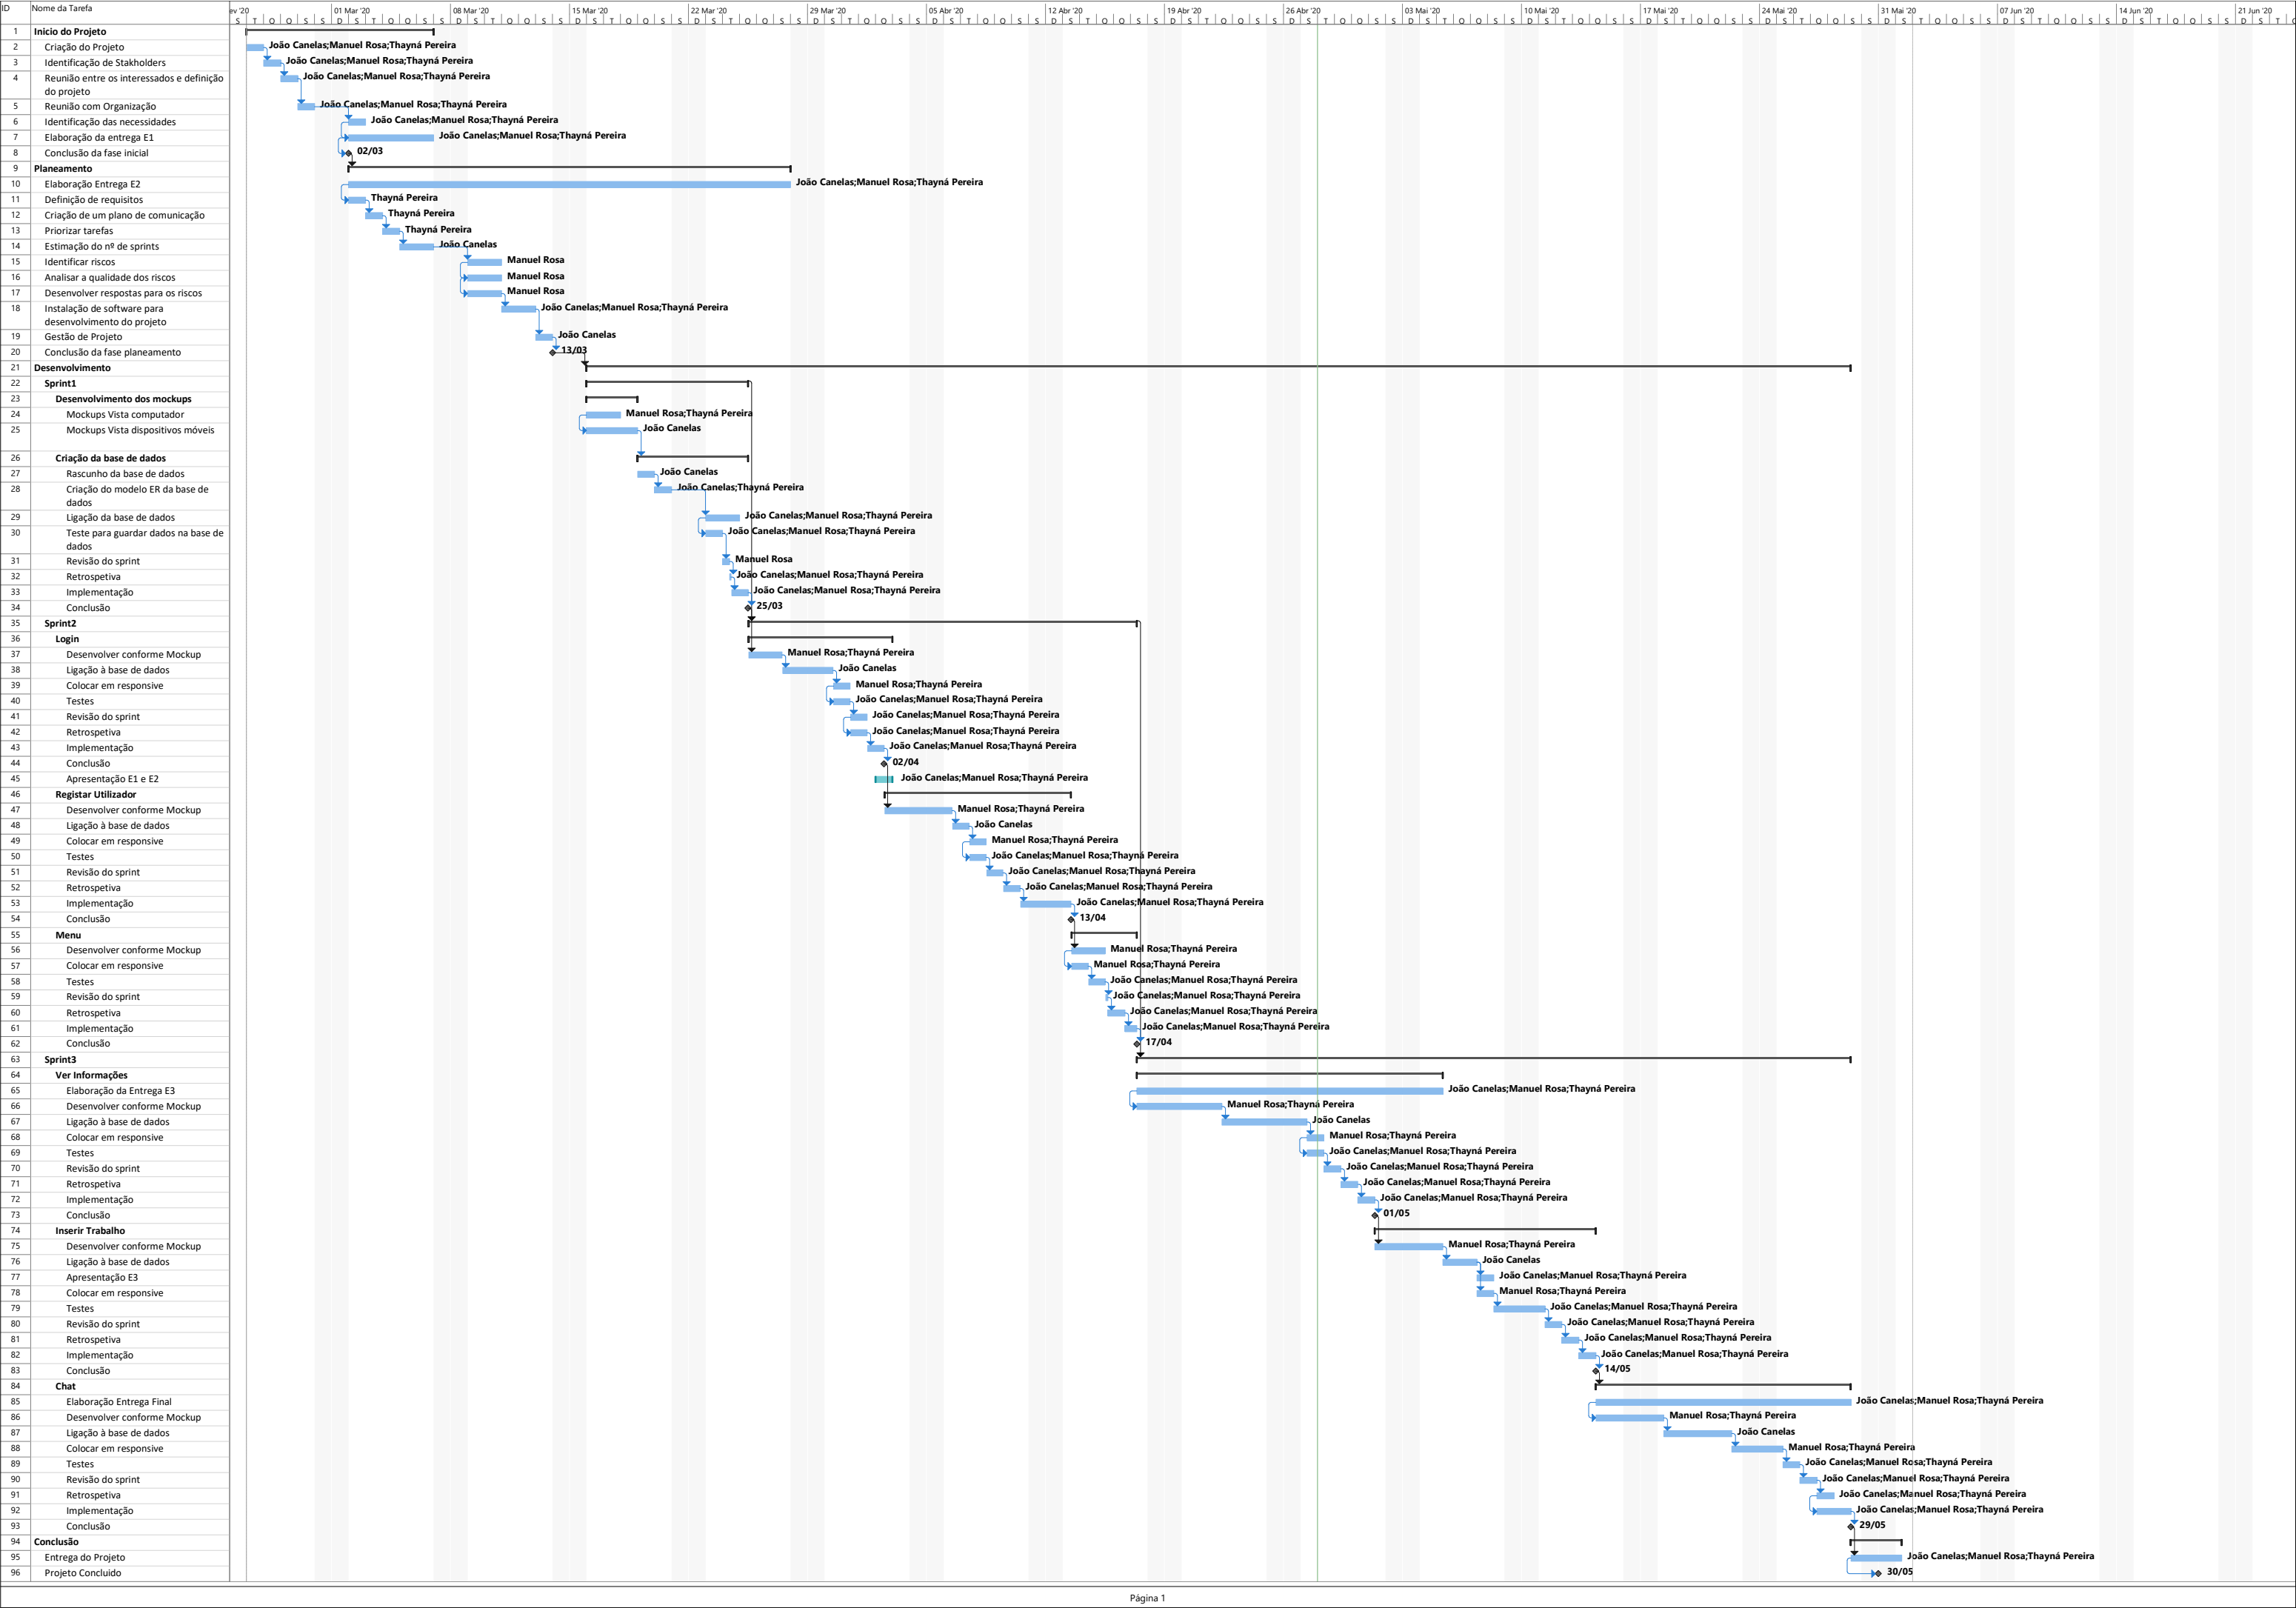 ID Nome da Tarefa ev '20 01 Mar '20 08 Mar '20 15 Mar '20 22 Mar '20 29 Mar '20 05 Abr '20 12 Abr '20 19 Abr '20 26 Abr '20 03 Mai '20 10 Mai '20 17 Mai '20 24 Mai '20 31 Mai '20 07 Jun '20 14 Jun '20 21 Jun '20
1 Inicio do Projeto
2 Criação do Projeto João Canelas;Manuel Rosa;Thayná Pereira
3 Identificação de Stakholders João Canelas;Manuel Rosa;Thayná Pereira
4 Reunião entre os interessados e definição João Canelas;Manuel Rosa;Thayná Pereira
do projeto
5 Reunião com Organização João Canelas;Manuel Rosa;Thayná Pereira
6 Identificação das necessidades João Canelas;Manuel Rosa;Thayná Pereira
7 Elaboração da entrega E1 João Canelas;Manuel Rosa;Thayná Pereira
8 Conclusão da fase inicial 02/03
9 Planeamento
10 Elaboração Entrega E2 João Canelas;Manuel Rosa;Thayná Pereira
11 Definição de requisitos Thayná Pereira
12 Criação de um plano de comunicação Thayná Pereira
13 Priorizar tarefas Thayná Pereira
14 Estimação do nº de sprints João Canelas
15 Identificar riscos Manuel Rosa
16 Analisar a qualidade dos riscos Manuel Rosa
17 Desenvolver respostas para os riscos Manuel Rosa
18 Instalação de software para João Canelas;Manuel Rosa;Thayná Pereira
desenvolvimento do projeto
19 Gestão de Projeto João Canelas
20 Conclusão da fase planeamento 13/03
21 Desenvolvimento
22 Sprint1
23 Desenvolvimento dos mockups
24 Mockups Vista computador Manuel Rosa;Thayná Pereira
25 Mockups Vista dispositivos móveis João Canelas
26 Criação da base de dados
27 Rascunho da base de dados João Canelas
28 Criação do modelo ER da base de João Canelas;Thayná Pereira
dados
29 Ligação da base de dados João Canelas;Manuel Rosa;Thayná Pereira
30 Teste para guardar dados na base de João Canelas;Manuel Rosa;Thayná Pereira
dados
31 Revisão do sprint Manuel Rosa
32 Retrospetiva João Canelas;Manuel Rosa;Thayná Pereira
33 Implementação João Canelas;Manuel Rosa;Thayná Pereira
34 Conclusão 25/03
35 Sprint2
36 Login
37 Desenvolver conforme Mockup Manuel Rosa;Thayná Pereira
38 Ligação à base de dados João Canelas
39 Colocar em responsive Manuel Rosa;Thayná Pereira
40 Testes João Canelas;Manuel Rosa;Thayná Pereira
41 Revisão do sprint João Canelas;Manuel Rosa;Thayná Pereira
42 Retrospetiva João Canelas;Manuel Rosa;Thayná Pereira
43 Implementação João Canelas;Manuel Rosa;Thayná Pereira
44 Conclusão 02/04
45 Apresentação E1 e E2 João Canelas;Manuel Rosa;Thayná Pereira
46 Registar Utilizador
47 Desenvolver conforme Mockup Manuel Rosa;Thayná Pereira
48 Ligação à base de dados João Canelas
49 Colocar em responsive Manuel Rosa;Thayná Pereira
50 Testes João Canelas;Manuel Rosa;Thayná Pereira
51 Revisão do sprint João Canelas;Manuel Rosa;Thayná Pereira
52 Retrospetiva João Canelas;Manuel Rosa;Thayná Pereira
53 Implementação João Canelas;Manuel Rosa;Thayná Pereira
54 Conclusão 13/04
55 Menu
56 Desenvolver conforme Mockup Manuel Rosa;Thayná Pereira
57 Colocar em responsive Manuel Rosa;Thayná Pereira
58 Testes João Canelas;Manuel Rosa;Thayná Pereira
59 Revisão do sprint João Canelas;Manuel Rosa;Thayná Pereira
60 Retrospetiva João Canelas;Manuel Rosa;Thayná Pereira
61 Implementação João Canelas;Manuel Rosa;Thayná Pereira
62 Conclusão 17/04
63 Sprint3
64 Ver Informações
65 Elaboração da Entrega E3 João Canelas;Manuel Rosa;Thayná Pereira
66 Desenvolver conforme Mockup Manuel Rosa;Thayná Pereira
67 Ligação à base de dados João Canelas
68 Colocar em responsive Manuel Rosa;Thayná Pereira
69 Testes João Canelas;Manuel Rosa;Thayná Pereira
70 Revisão do sprint João Canelas;Manuel Rosa;Thayná Pereira
71 Retrospetiva João Canelas;Manuel Rosa;Thayná Pereira
72 Implementação João Canelas;Manuel Rosa;Thayná Pereira
73 Conclusão 01/05
74 Inserir Trabalho
75 Desenvolver conforme Mockup Manuel Rosa;Thayná Pereira
76 Ligação à base de dados João Canelas
77 Apresentação E3 João Canelas;Manuel Rosa;Thayná Pereira
78 Colocar em responsive Manuel Rosa;Thayná Pereira
79 Testes João Canelas;Manuel Rosa;Thayná Pereira
80 Revisão do sprint João Canelas;Manuel Rosa;Thayná Pereira
81 Retrospetiva João Canelas;Manuel Rosa;Thayná Pereira
82 Implementação João Canelas;Manuel Rosa;Thayná Pereira
83 Conclusão 14/05
84 Chat
85 Elaboração Entrega Final João Canelas;Manuel Rosa;Thayná Pereira
86 Desenvolver conforme Mockup Manuel Rosa;Thayná Pereira
87 Ligação à base de dados João Canelas
88 Colocar em responsive Manuel Rosa;Thayná Pereira
89 Testes João Canelas;Manuel Rosa;Thayná Pereira
90 Revisão do sprint João Canelas;Manuel Rosa;Thayná Pereira
91 Retrospetiva João Canelas;Manuel Rosa;Thayná Pereira
92 Implementação João Canelas;Manuel Rosa;Thayná Pereira
93 Conclusão 29/05
94 Conclusão
95 Entrega do Projeto João Canelas;Manuel Rosa;Thayná Pereira
96 Projeto Concluido 30/05
Página 1